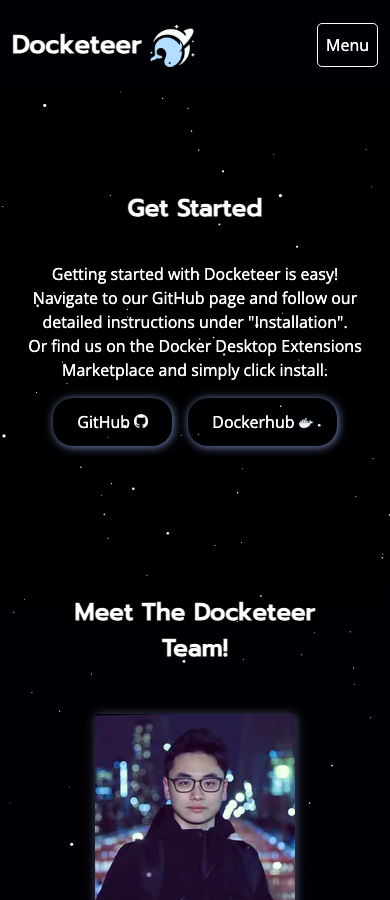 Docketeer
Menu
Get Started
Getting started with Docketeer is easy!
Navigate to our GitHub page and follow our
detailed instructions under "Installation".
Or find us on the Docker Desktop Extensions
Marketplace and simply click install.
GitHub
Dockerhub
Meet The Docketeer
Team!